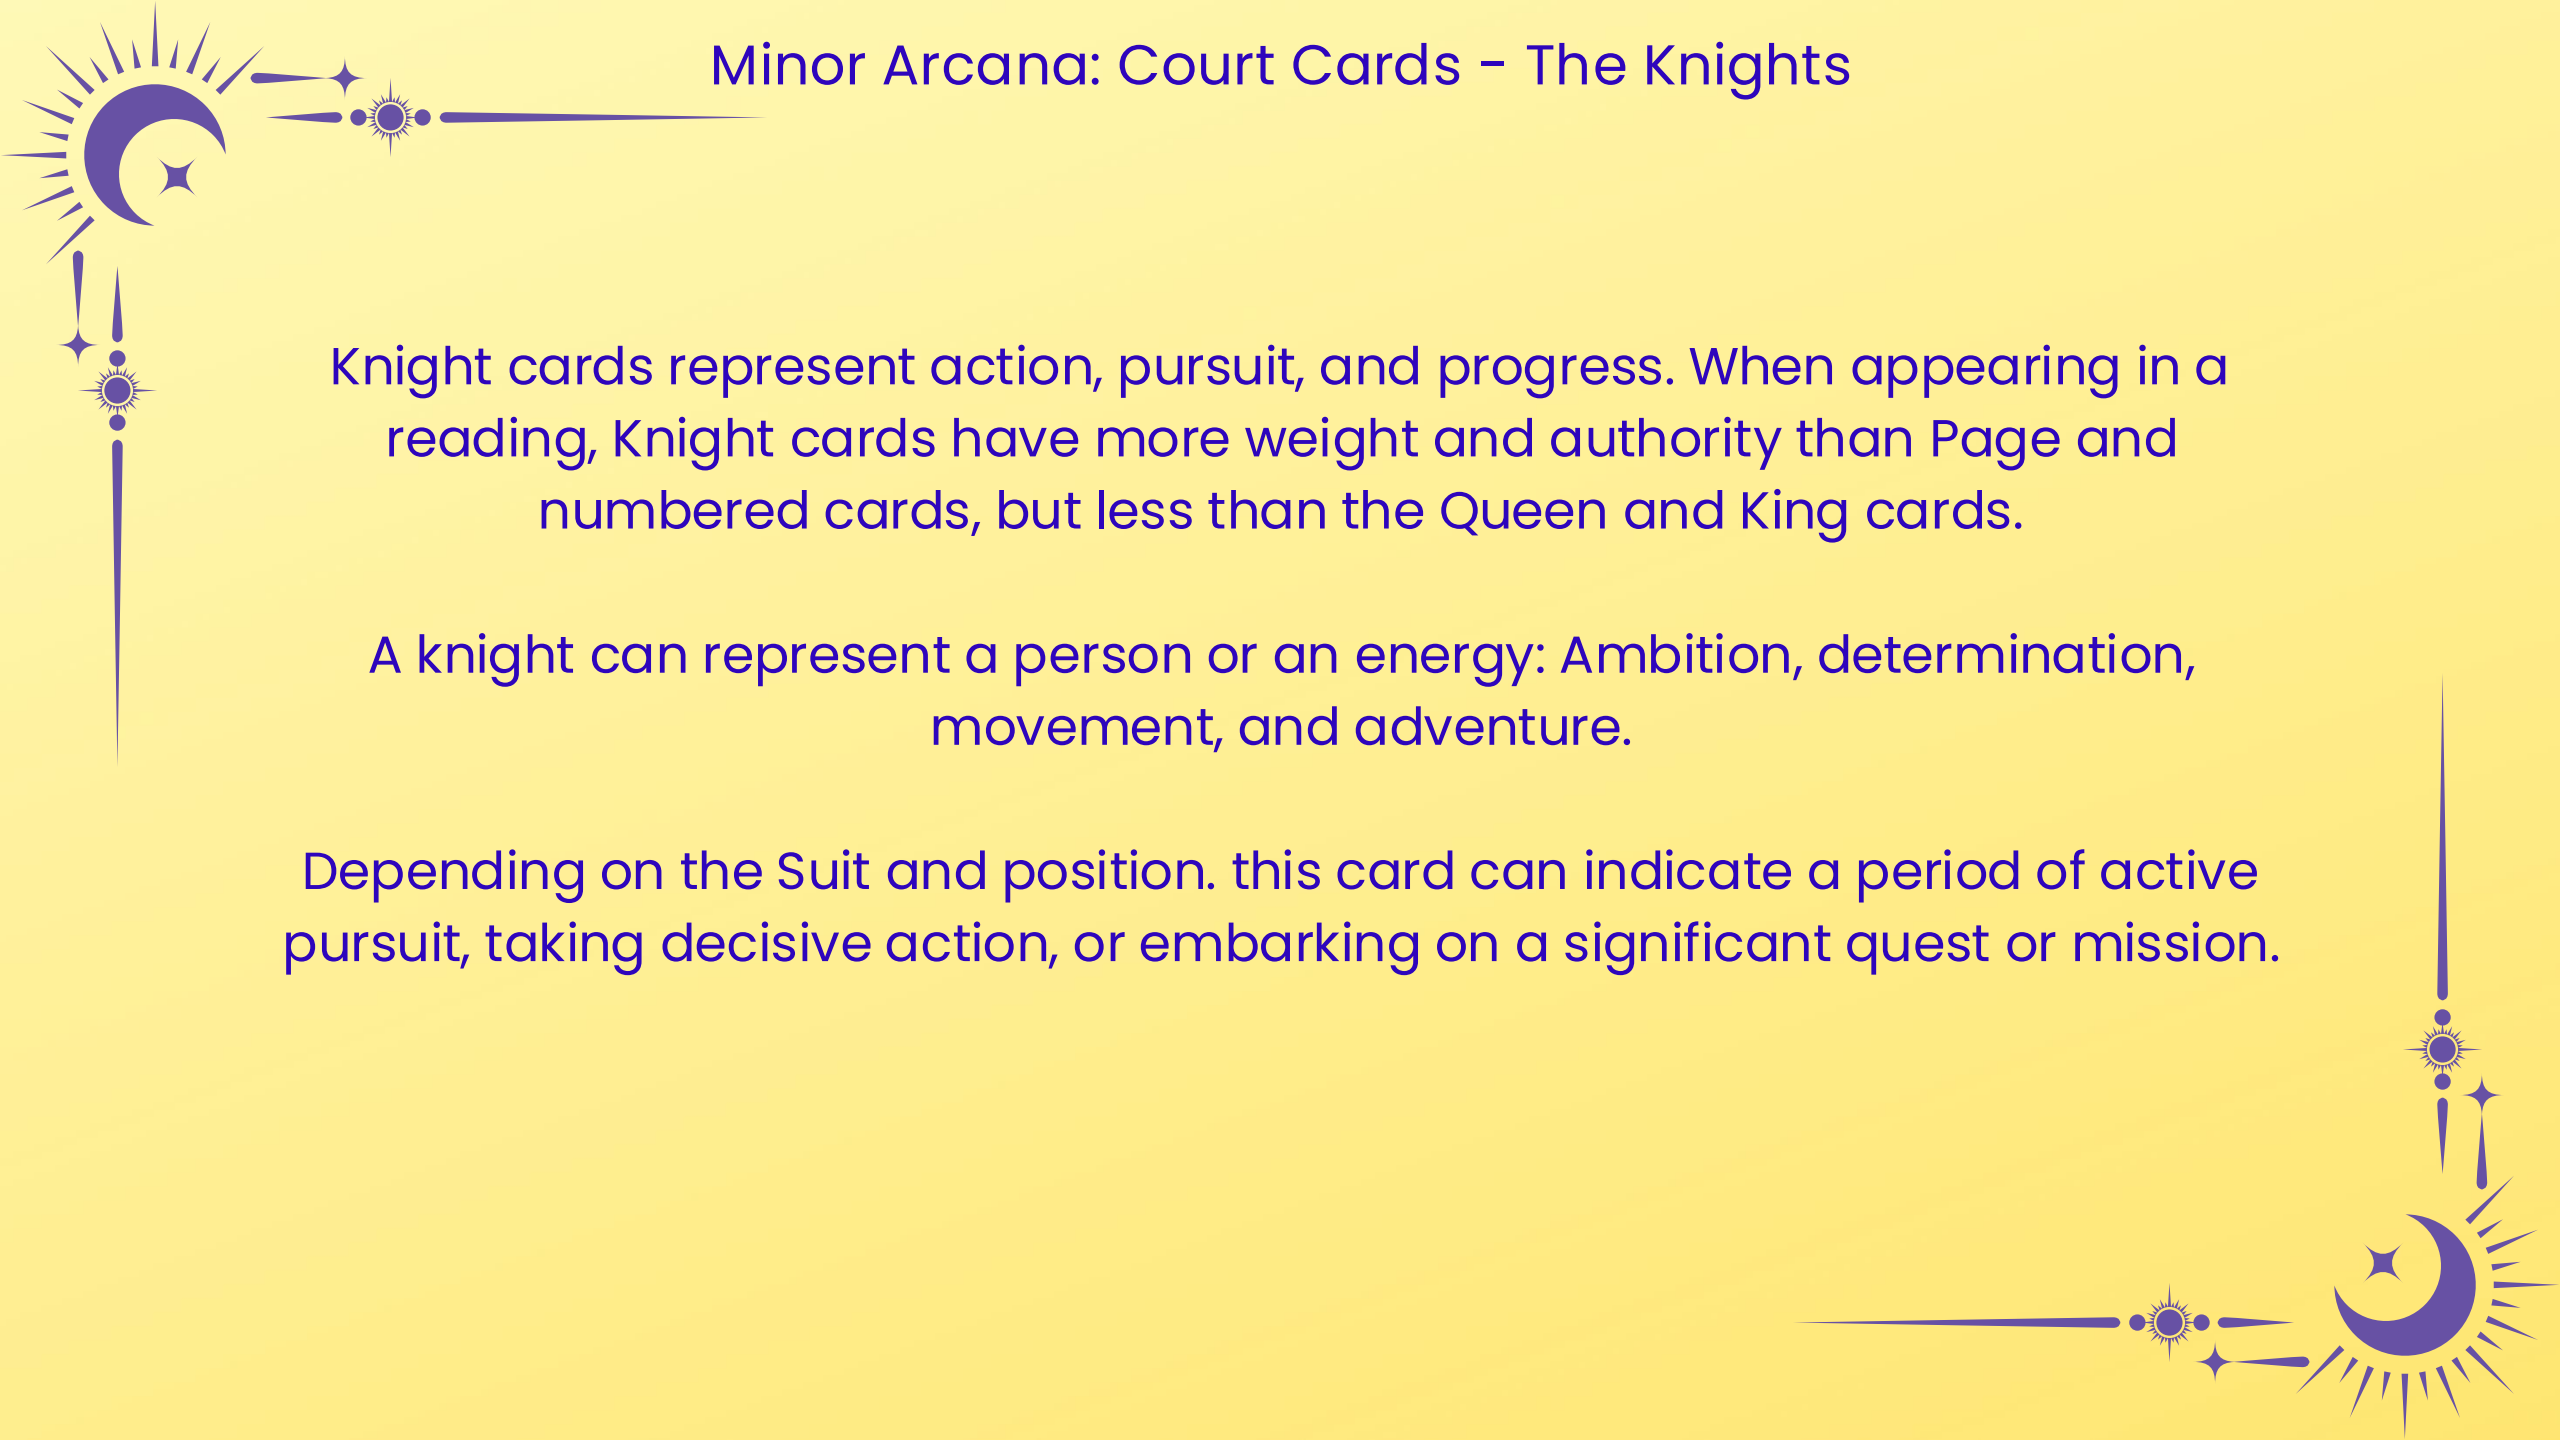 Minor Arcana: Court Cards - The Knights
Knight cards represent action, pursuit, and progress. When appearing in a
reading, Knight cards have more weight and authority than Page and
numbered cards, but less than the Queen and King cards.
A knight can represent a person or an energy: Ambition, determination,
movement, and adventure.
Depending on the Suit and position. this card can indicate a period of active
pursuit, taking decisive action, or embarking on a significant quest or mission.